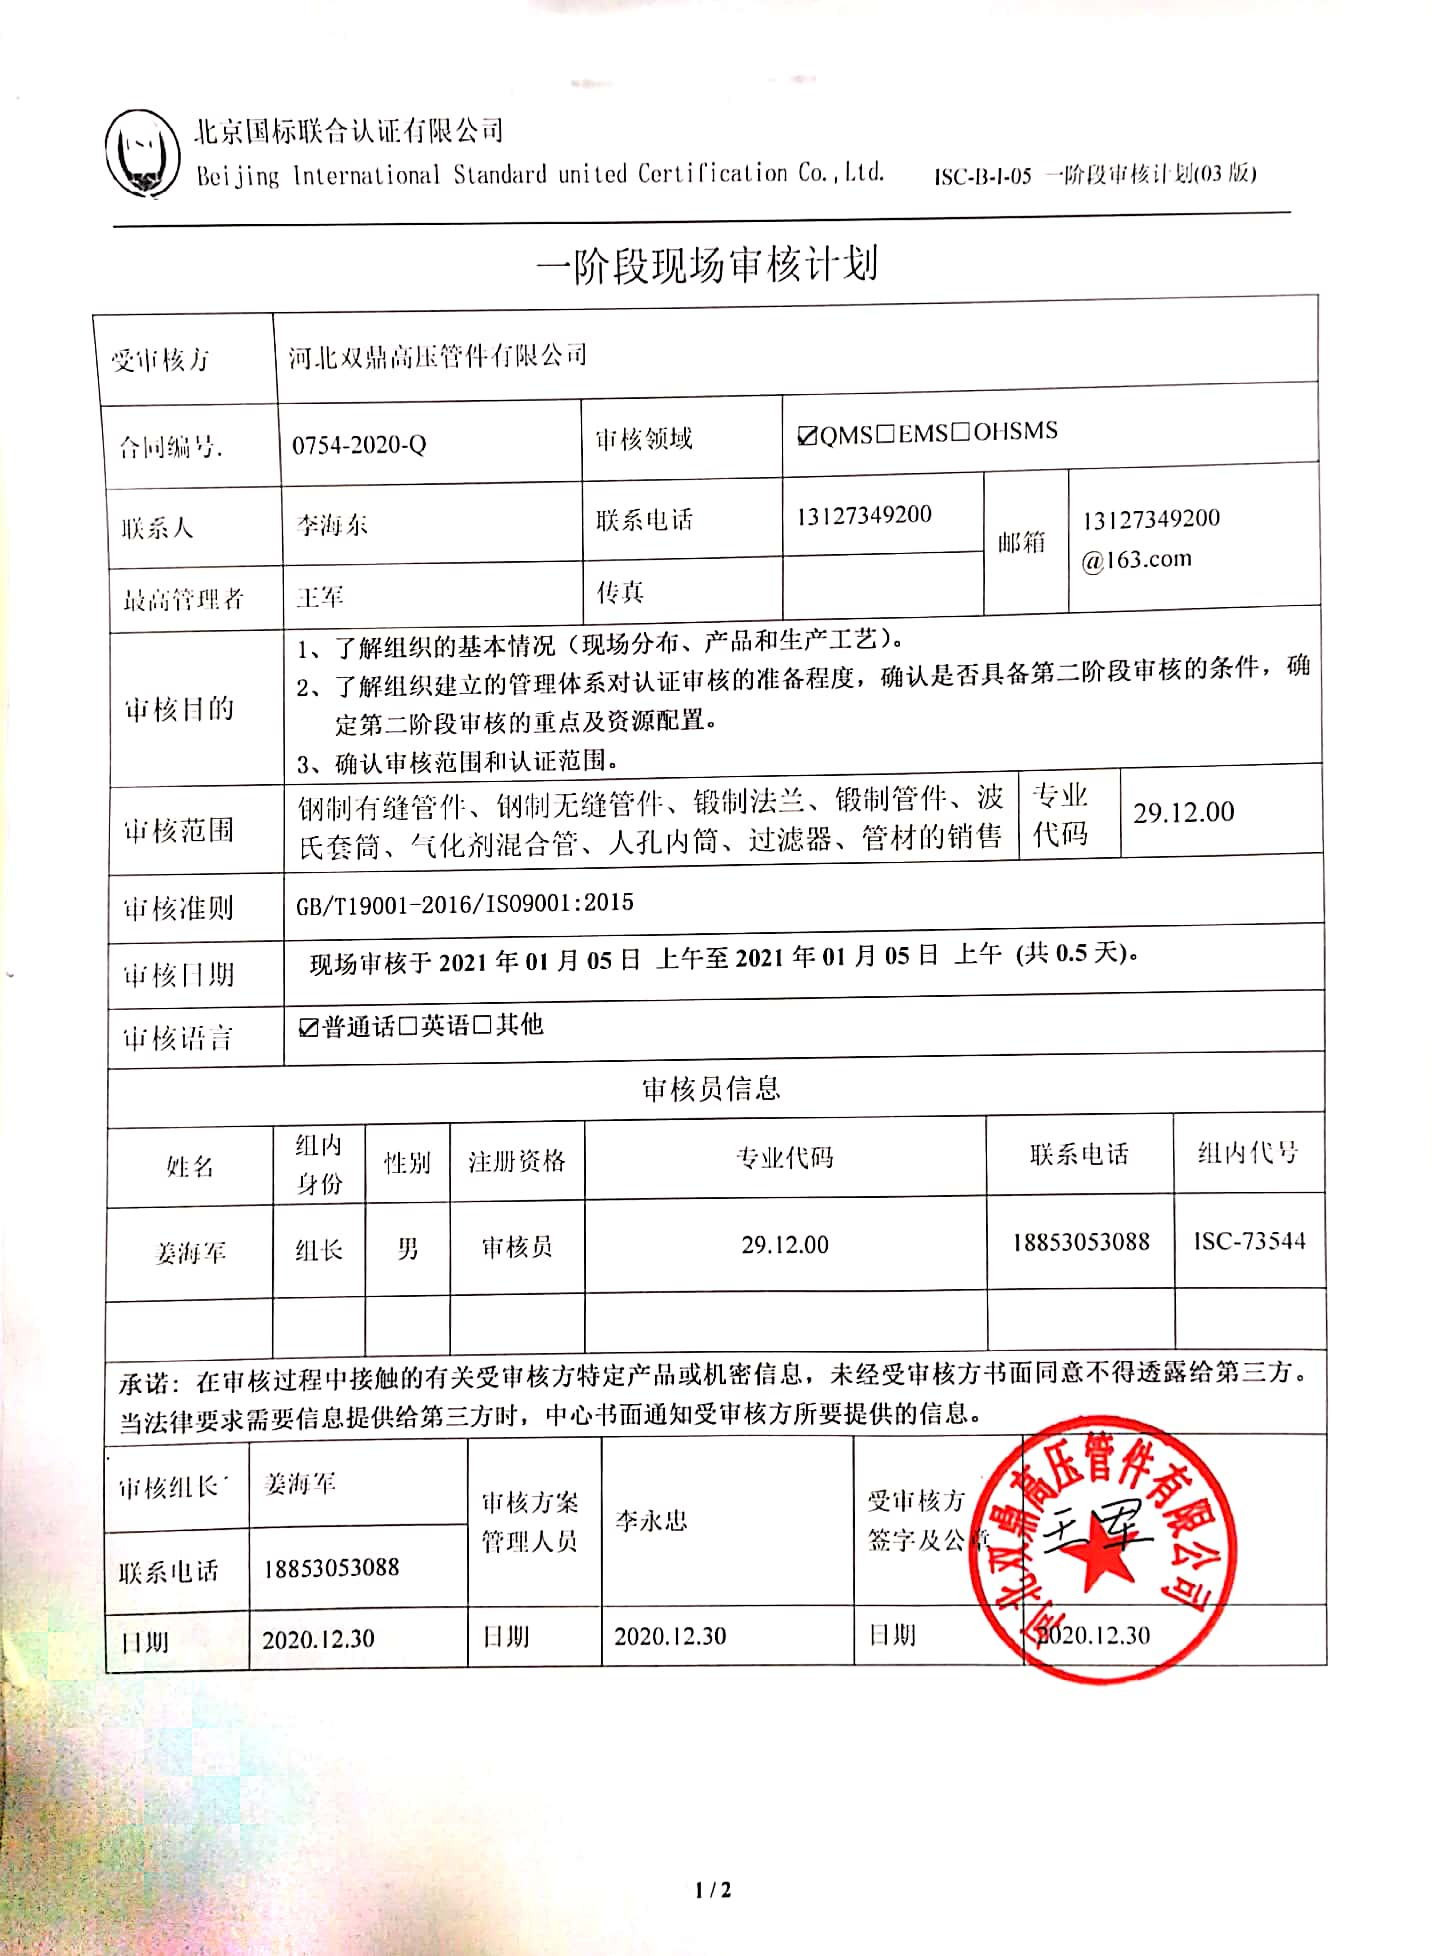 北京国标联合认证有限公司
Beijing International Standard united Certification Co.,Ltd. ISC-B-I-05 一阶段审核计划(03版)
一阶段现场审核计划
受审核方 河北双鼎高压管件有限公司
合同编号. 0754-2020-Q 审核领域 ☑QMS□EMS□OHSMS
联系人 李海东 联系电话 13127349200 邮箱 13127349200
@163.com
最高管理者 王军 传真
审核目的
1、了解组织的基本情况（现场分布、产品和生产工艺）。
2、了解组织建立的管理体系对认证审核的准备程度，确认是否具备第二阶段审核的条件，确
定第二阶段审核的重点及资源配置。
3、确认审核范围和认证范围。
审核范围
钢制有缝管件、钢制无缝管件、锻制法兰、锻制管件、波
氏套筒、气化剂混合管、人孔内筒、过滤器、管材的销售
专业
代码
29.12.00
审核准则 GB/T19001-2016/ISO9001:2015
审核日期 现场审核于 2021 年 01 月 05 日 上午至 2021 年 01 月 05 日 上午 (共 0.5 天)。
审核语言 ☑普通话□英语□其他
审核员信息
姓名 组内
身份 性别 注册资格 专业代码 联系电话 组内代号
姜海军 组长 男 审核员 29.12.00 18853053088 ISC-73544
承诺：在审核过程中接触的有关受审核方特定产品或机密信息，未经受审核方书面同意不得透露给第三方。
当法律要求需要信息提供给第三方时，中心书面通知受审核方所要提供的信息。
审核组长 姜海军
审核方案
管理人员
李永忠
受审核方
签字及公章
王军
河北双鼎高压管件有限公司
联系电话 18853053088
日期 2020.12.30 日期 2020.12.30 日期 2020.12.30
1 / 2